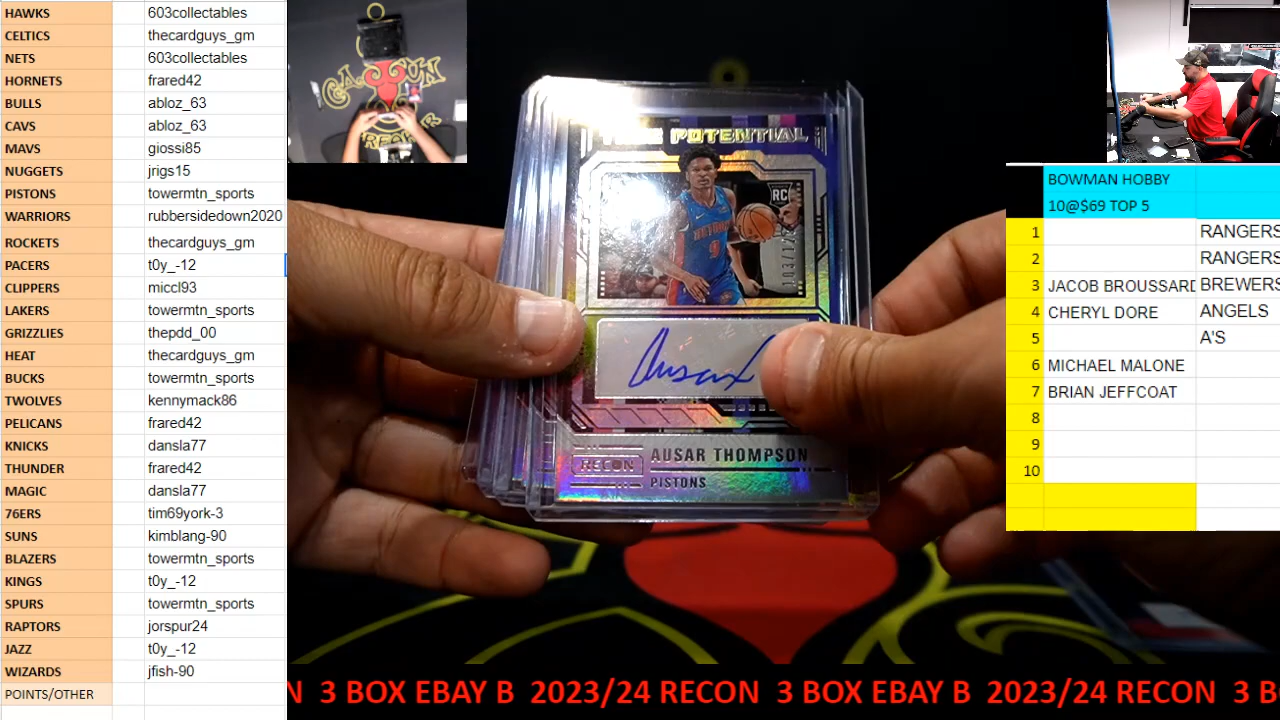 HAWKS 603collectables
CELTICS thecardguys_gm
NETS 603collectables
HORNETS frared42
BULLS abloz_63
CAVS abloz_63
MAVS giossi85
NUGGETS jrigs15
PISTONS towermtn_sports
WARRIORS rubbersidedown2020
ROCKETS thecardguys_gm
PACERS t0y_-12
CLIPPERS miccl93
LAKERS towermtn_sports
GRIZZLIES thepdd_00
HEAT thecardguys_gm
BUCKS towermtn_sports
TWOLVES kennymack86
PELICANS frared42
KNICKS dansla77
THUNDER frared42
MAGIC dansla77
76ERS tim69york-3
SUNS kimblang-90
BLAZERS towermtn_sports
KINGS t0y_-12
SPURS towermtn_sports
RAPTORS jorspur24
JAZZ t0y_-12
WIZARDS jfish-90
POINTS/OTHER
POTENTIAL
RC
Ausar
AUSAR THOMPSON
RECON
PISTONS
BOWMAN HOBBY
10@$69 TOP 5
1 RANGERS
2 RANGERS
3 JACOB BROUSSARD BREWERS
4 CHERYL DORE ANGELS
5 A'S
6 MICHAEL MALONE
7 BRIAN JEFFCOAT
8
9
10
N 3 BOX EBAY B 2023/24 RECON 3 BOX EBAY B 2023/24 RECON 3 B